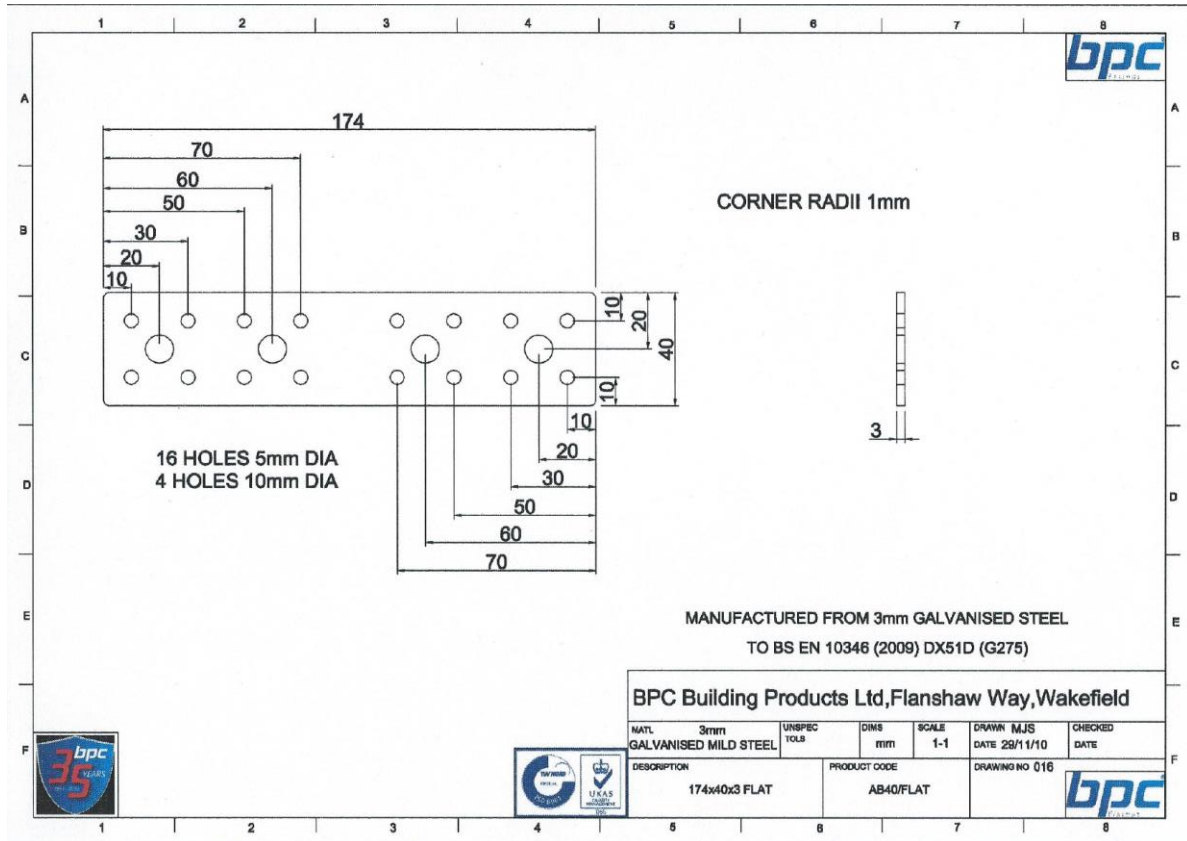 1 2 3 4 5 6 7 8
bpc
A A
174
70
60
CORNER RADII 1mm
50
B B
30
20
10
10
20
40
C C
10
10
3
20
16 HOLES 5mm DIA
4 HOLES 10mm DIA
30
D D
50
60
70
E E
MANUFACTURED FROM 3mm GALVANISED STEEL
TO BS EN 10346 (2009) DX51D (G275)
BPC Building Products Ltd,Flanshaw Way,Wakefield
MATL 3mm
GALVANISED MILD STEEL
UNSPEC
TOLS
DIMS
mm
SCALE
1-1
DRAWN MJS
DATE 29/11/10
CHECKED
DATE
DESCRIPTION
174x40x3 FLAT
PRODUCT CODE
AB40/FLAT
DRAWING NO 016
bpc
F F
bpc
35
YEARS
TUV NORD
UKAS
1 2 3 4 5 6 7 8